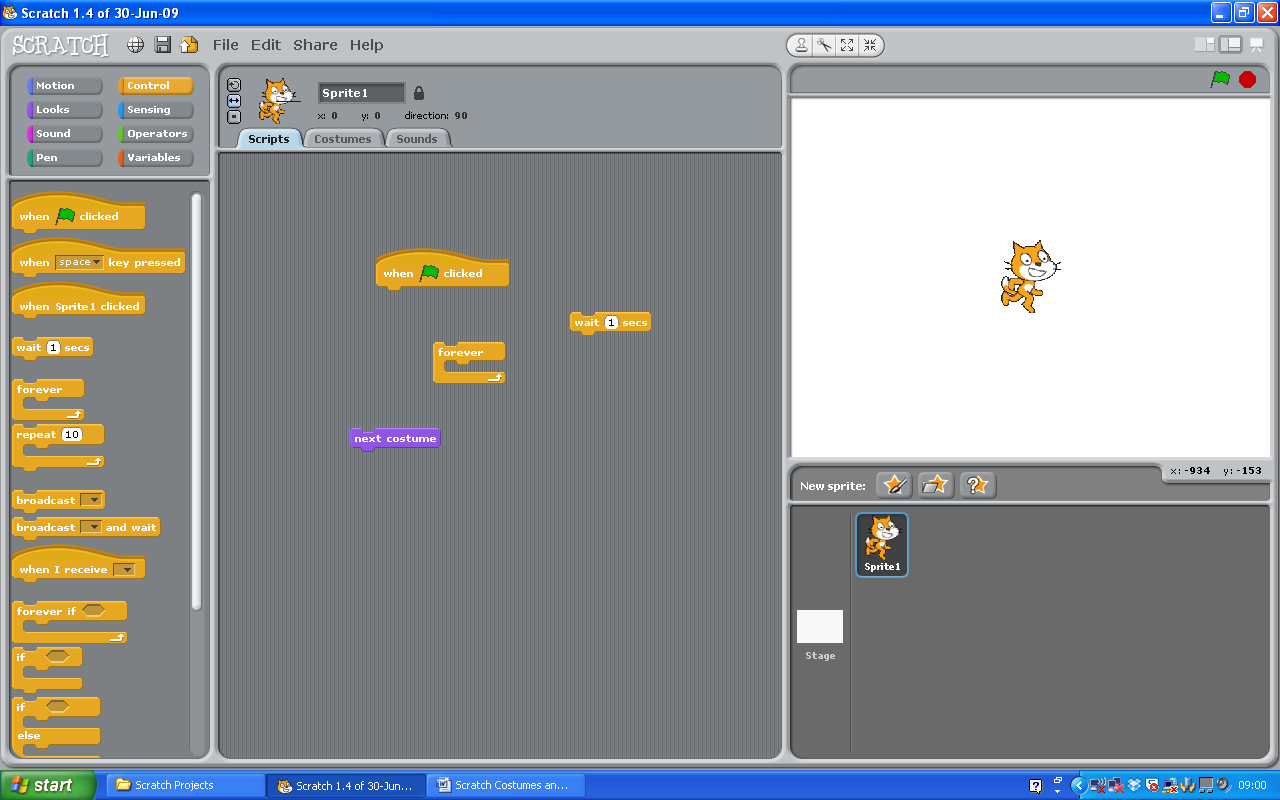 Scratch 1.4 of 30-Jun-09
SCRATCH File Edit Share Help
Motion Control
Looks Sensing
Sound Operators
Pen Variables
when clicked
when space key pressed
when Sprite1 clicked
wait 1 secs
forever
repeat 10
broadcast
broadcast and wait
when I receive
forever if
if
if
else
Sprite1
x: 0 y: 0 direction: 90
Scripts Costumes Sounds
when clicked
wait 1 secs
forever
next costume
x: -934 y: -153
New sprite:
Sprite1
Stage
start Scratch Projects Scratch 1.4 of 30-Jun... Scratch Costumes an... 09:00